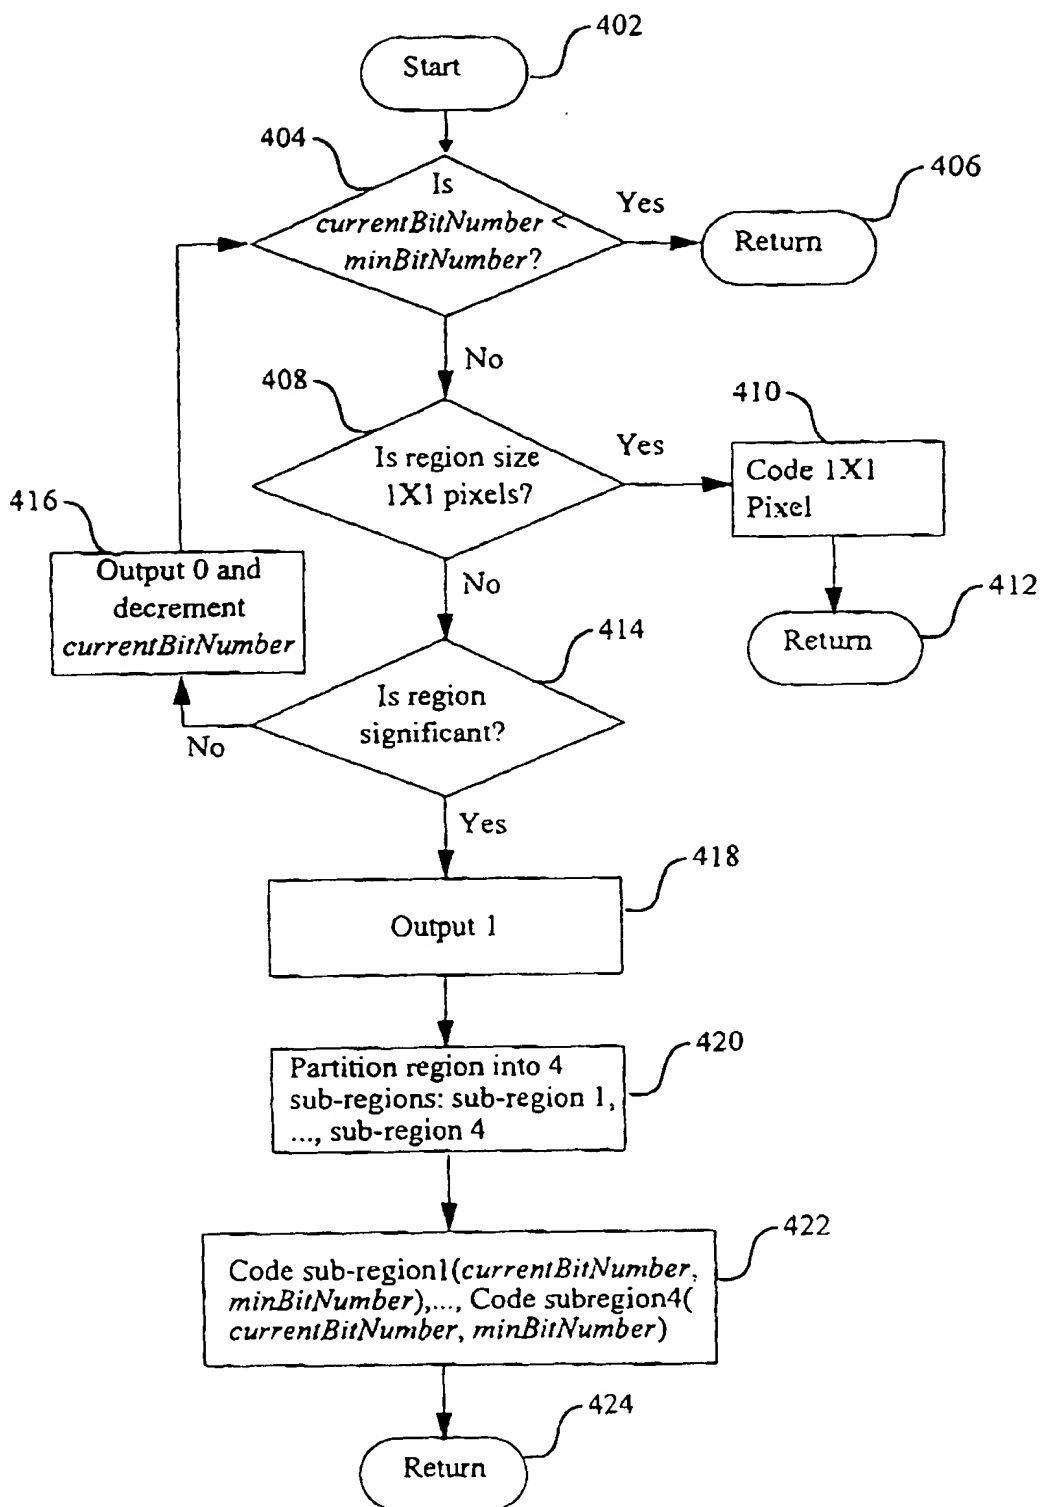 402
Start
404
Is
currentBitNumber <
minBitNumber?
Yes
406
Return
No
408
Is region size
1X1 pixels?
Yes
410
Code 1X1
Pixel
416
Output 0 and
decrement
currentBitNumber
No
412
Return
414
Is region
significant?
No
Yes
418
Output 1
420
Partition region into 4
sub-regions: sub-region 1,
..., sub-region 4
422
Code sub-region1(currentBitNumber,
minBitNumber),..., Code subregion4(
currentBitNumber, minBitNumber)
424
Return